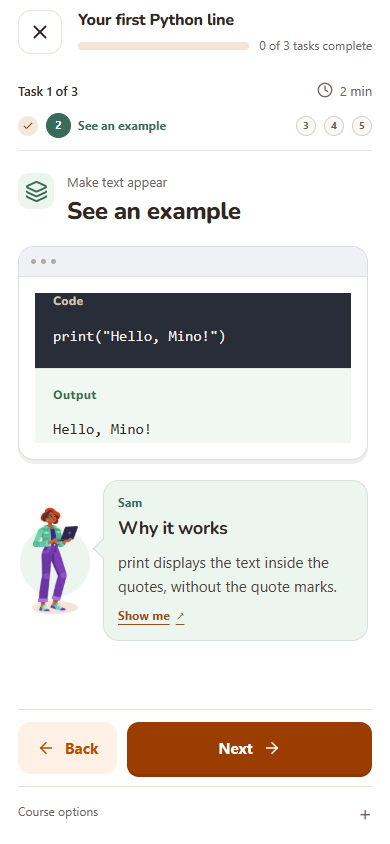 Your first Python line
0 of 3 tasks complete
Task 1 of 3
2 min
2 See an example 3 4 5
Make text appear
See an example
Code
print("Hello, Mino!")
Output
Hello, Mino!
Sam
Why it works
print displays the text inside the
quotes, without the quote marks.
Show me ↗
← Back
Next →
Course options +